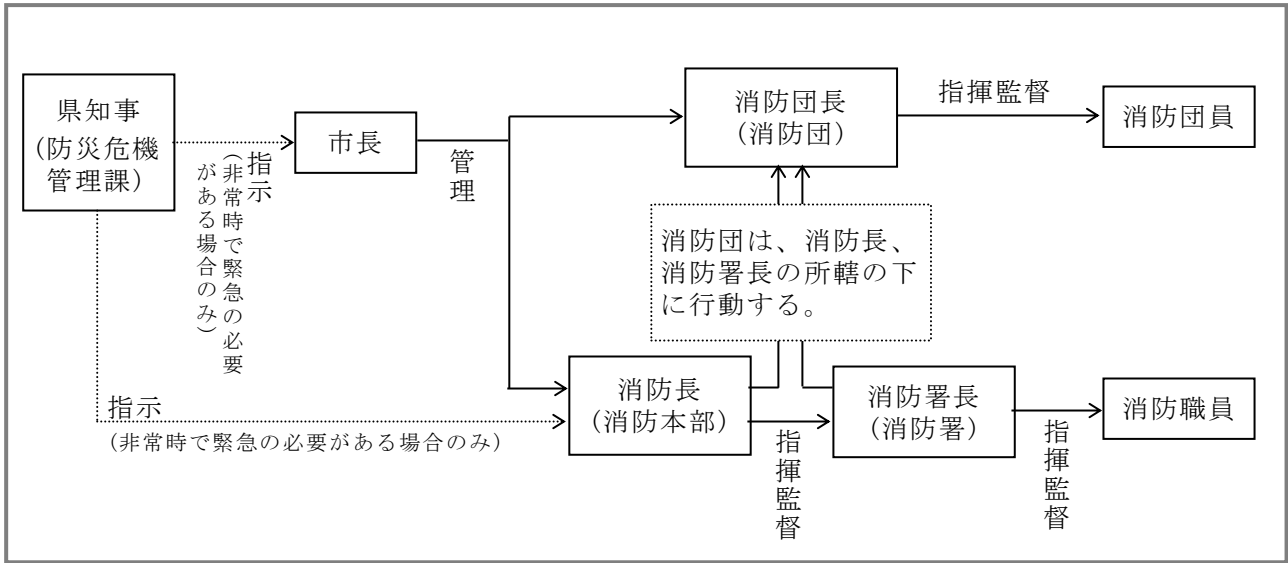 県知事
(防災危機
管理課)
指示
(非常時で緊急の必要
がある場合のみ)
市長
管理
消防団長
(消防団)
指揮監督
消防団員
消防団は、消防長、
消防署長の所轄の下
に行動する。
指示
(非常時で緊急の必要がある場合のみ)
消防長
(消防本部)
指揮監督
消防署長
(消防署)
指揮監督
消防職員